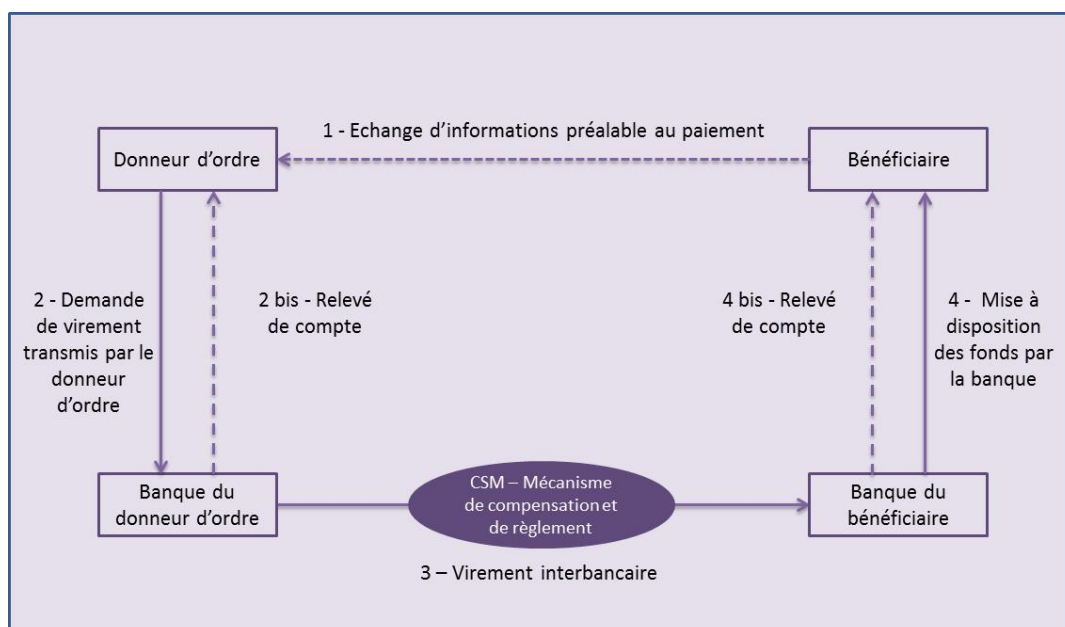 1 - Echange d’informations préalable au paiement
Donneur d’ordre
Bénéficiaire
2 - Demande
de virement
transmis par le
donneur
d’ordre
2 bis - Relevé
de compte
4 bis - Relevé
de compte
4 - Mise à
disposition
des fonds par
la banque
Banque du
donneur d’ordre
CSM – Mécanisme
de compensation et
de règlement
Banque du
bénéficiaire
3 – Virement interbancaire